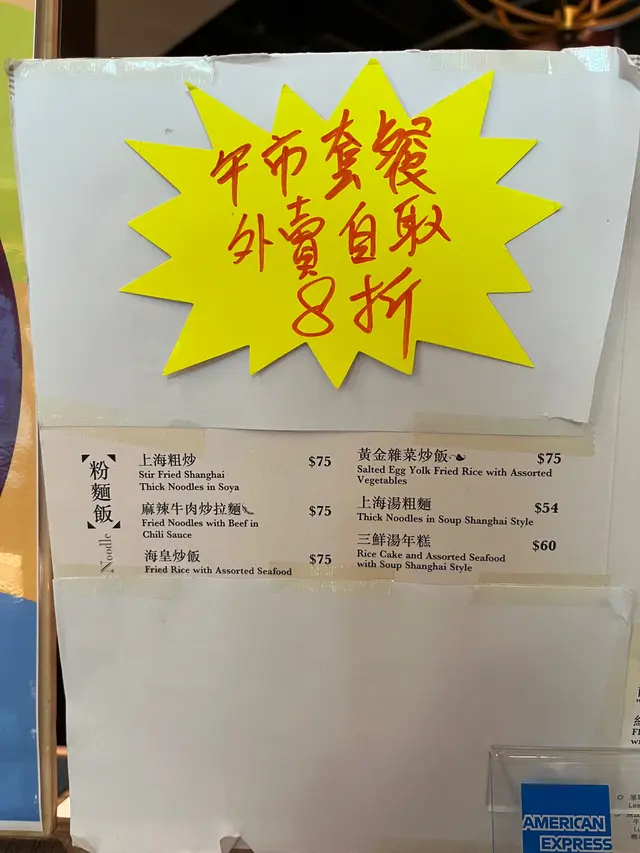 午市套餐
外賣自取
8折
粉麵飯
Noodle
上海粗炒 $75
Stir Fried Shanghai
Thick Noodles in Soya
麻辣牛肉炒拉麵 $75
Fried Noodles with Beef in
Chili Sauce
海皇炒飯 $75
Fried Rice with Assorted Seafood
黃金雜菜炒飯 $75
Salted Egg Yolk Fried Rice with Assorted
Vegetables
上海湯粗麵 $54
Thick Noodles in Soup Shanghai Style
三鮮湯年糕 $60
Rice Cake and Assorted Seafood
with Soup Shanghai Style
AMERICAN
EXPRESS